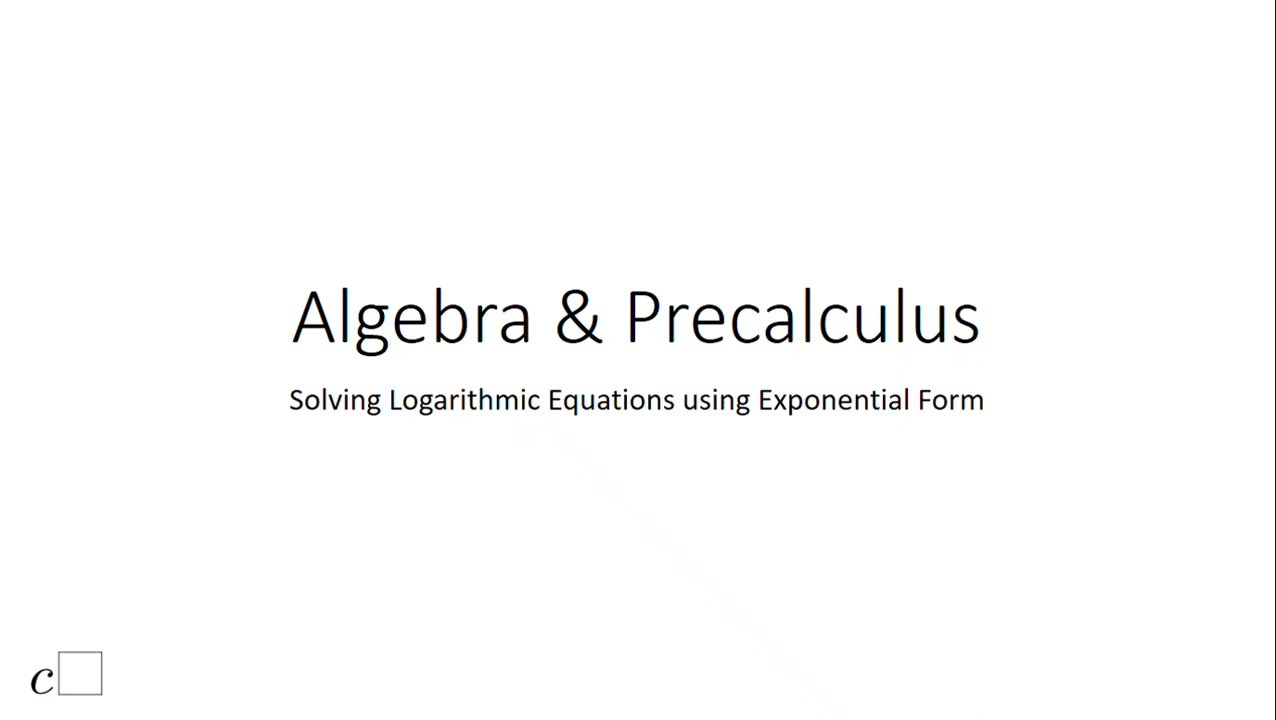 Algebra & Precalculus
Solving Logarithmic Equations using Exponential Form
c